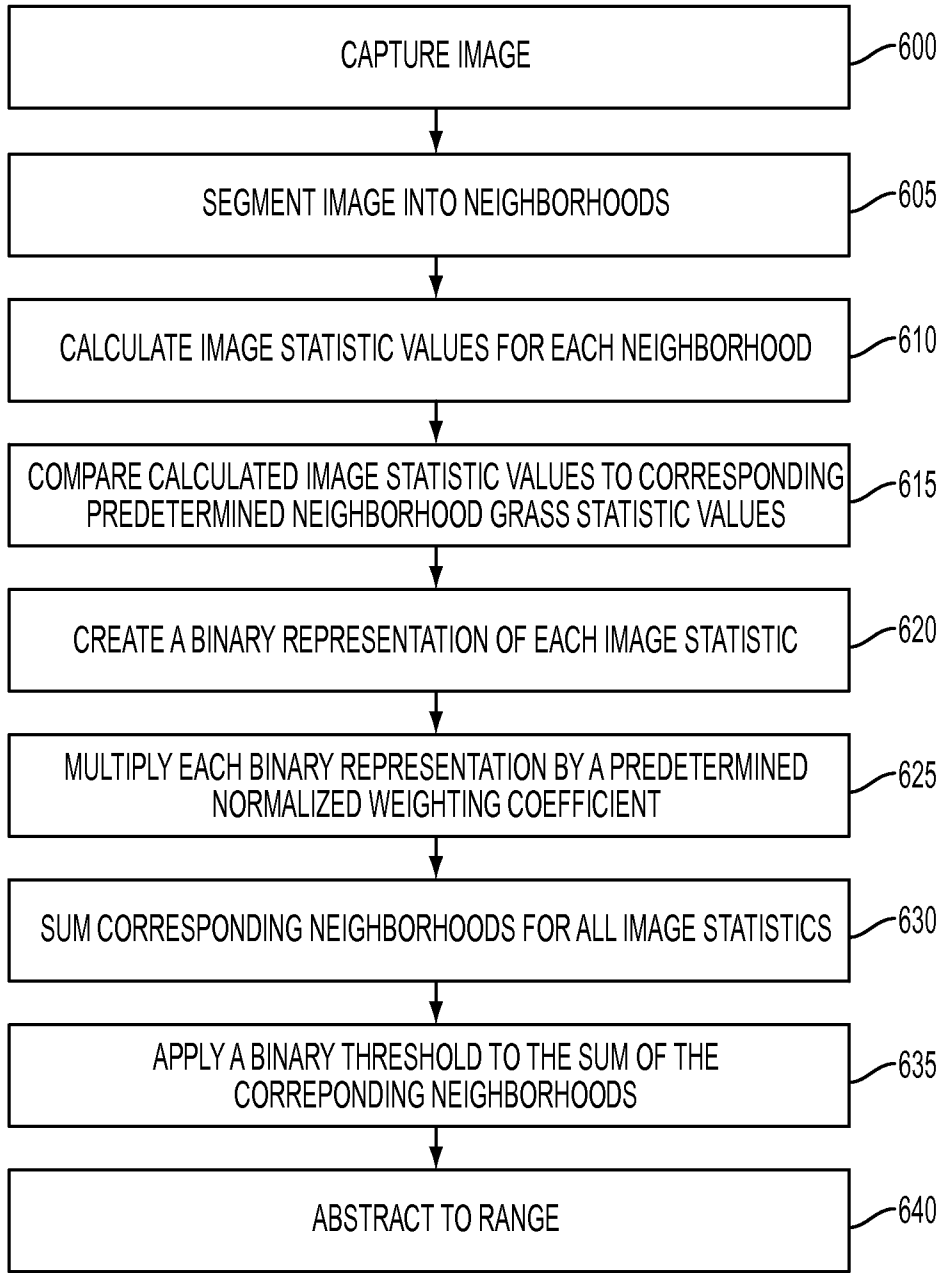 CAPTURE IMAGE
600
SEGMENT IMAGE INTO NEIGHBORHOODS
605
CALCULATE IMAGE STATISTIC VALUES FOR EACH NEIGHBORHOOD
610
COMPARE CALCULATED IMAGE STATISTIC VALUES TO CORRESPONDING
PREDETERMINED NEIGHBORHOOD GRASS STATISTIC VALUES
615
CREATE A BINARY REPRESENTATION OF EACH IMAGE STATISTIC
620
MULTIPLY EACH BINARY REPRESENTATION BY A PREDETERMINED
NORMALIZED WEIGHTING COEFFICIENT
625
SUM CORRESPONDING NEIGHBORHOODS FOR ALL IMAGE STATISTICS
630
APPLY A BINARY THRESHOLD TO THE SUM OF THE
CORREPONDING NEIGHBORHOODS
635
ABSTRACT TO RANGE
640